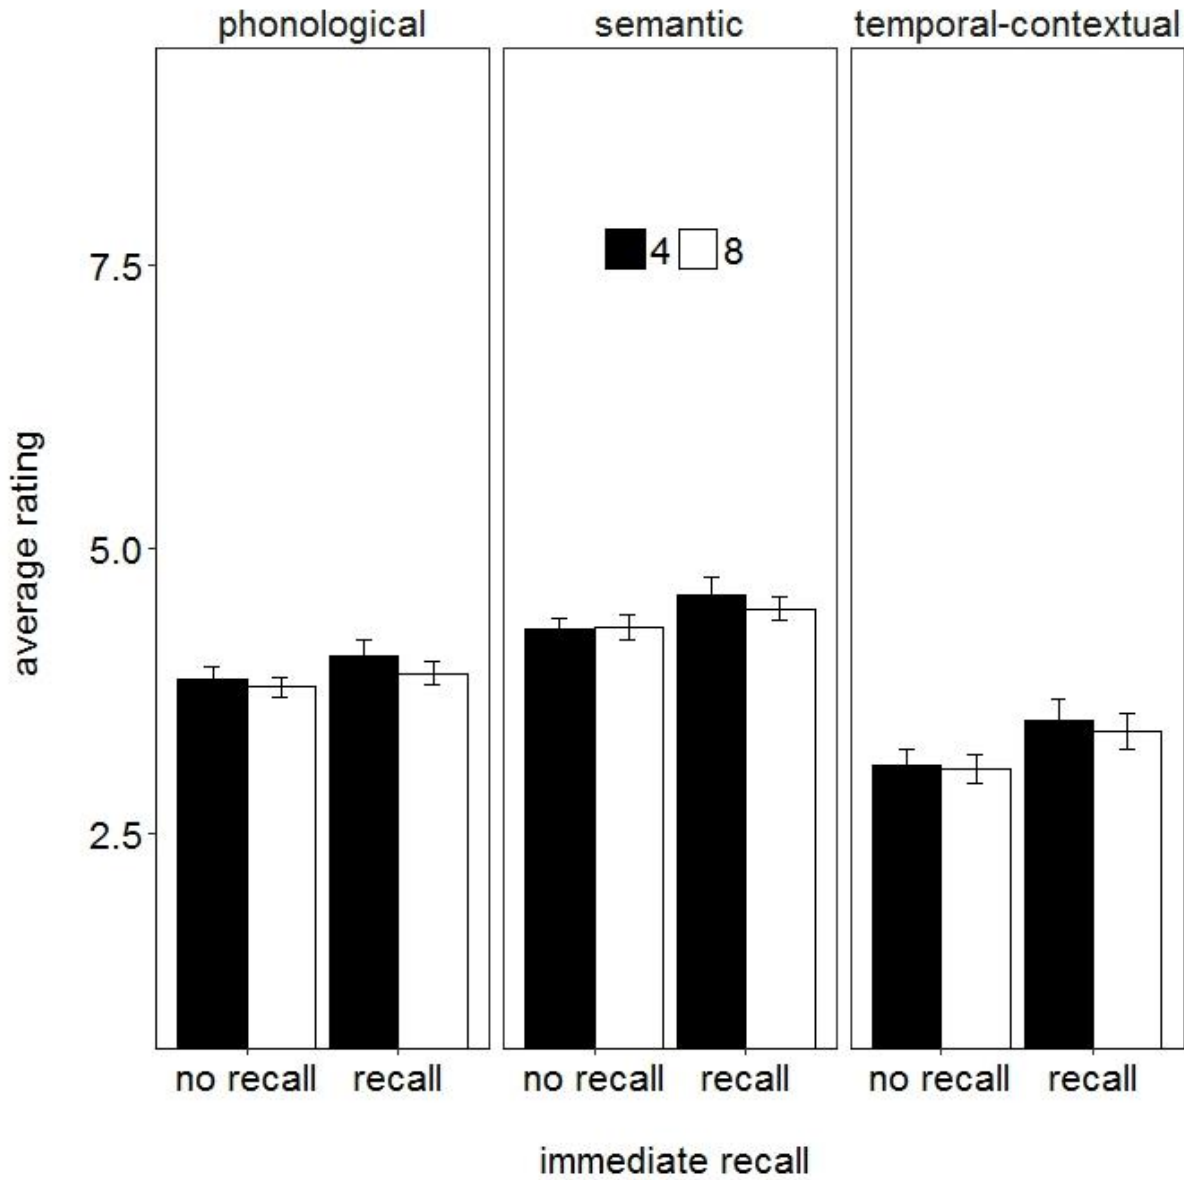 phonological semantic temporal-contextual
4 8
7.5
5.0
2.5
average rating
no recall recall no recall recall no recall recall
immediate recall